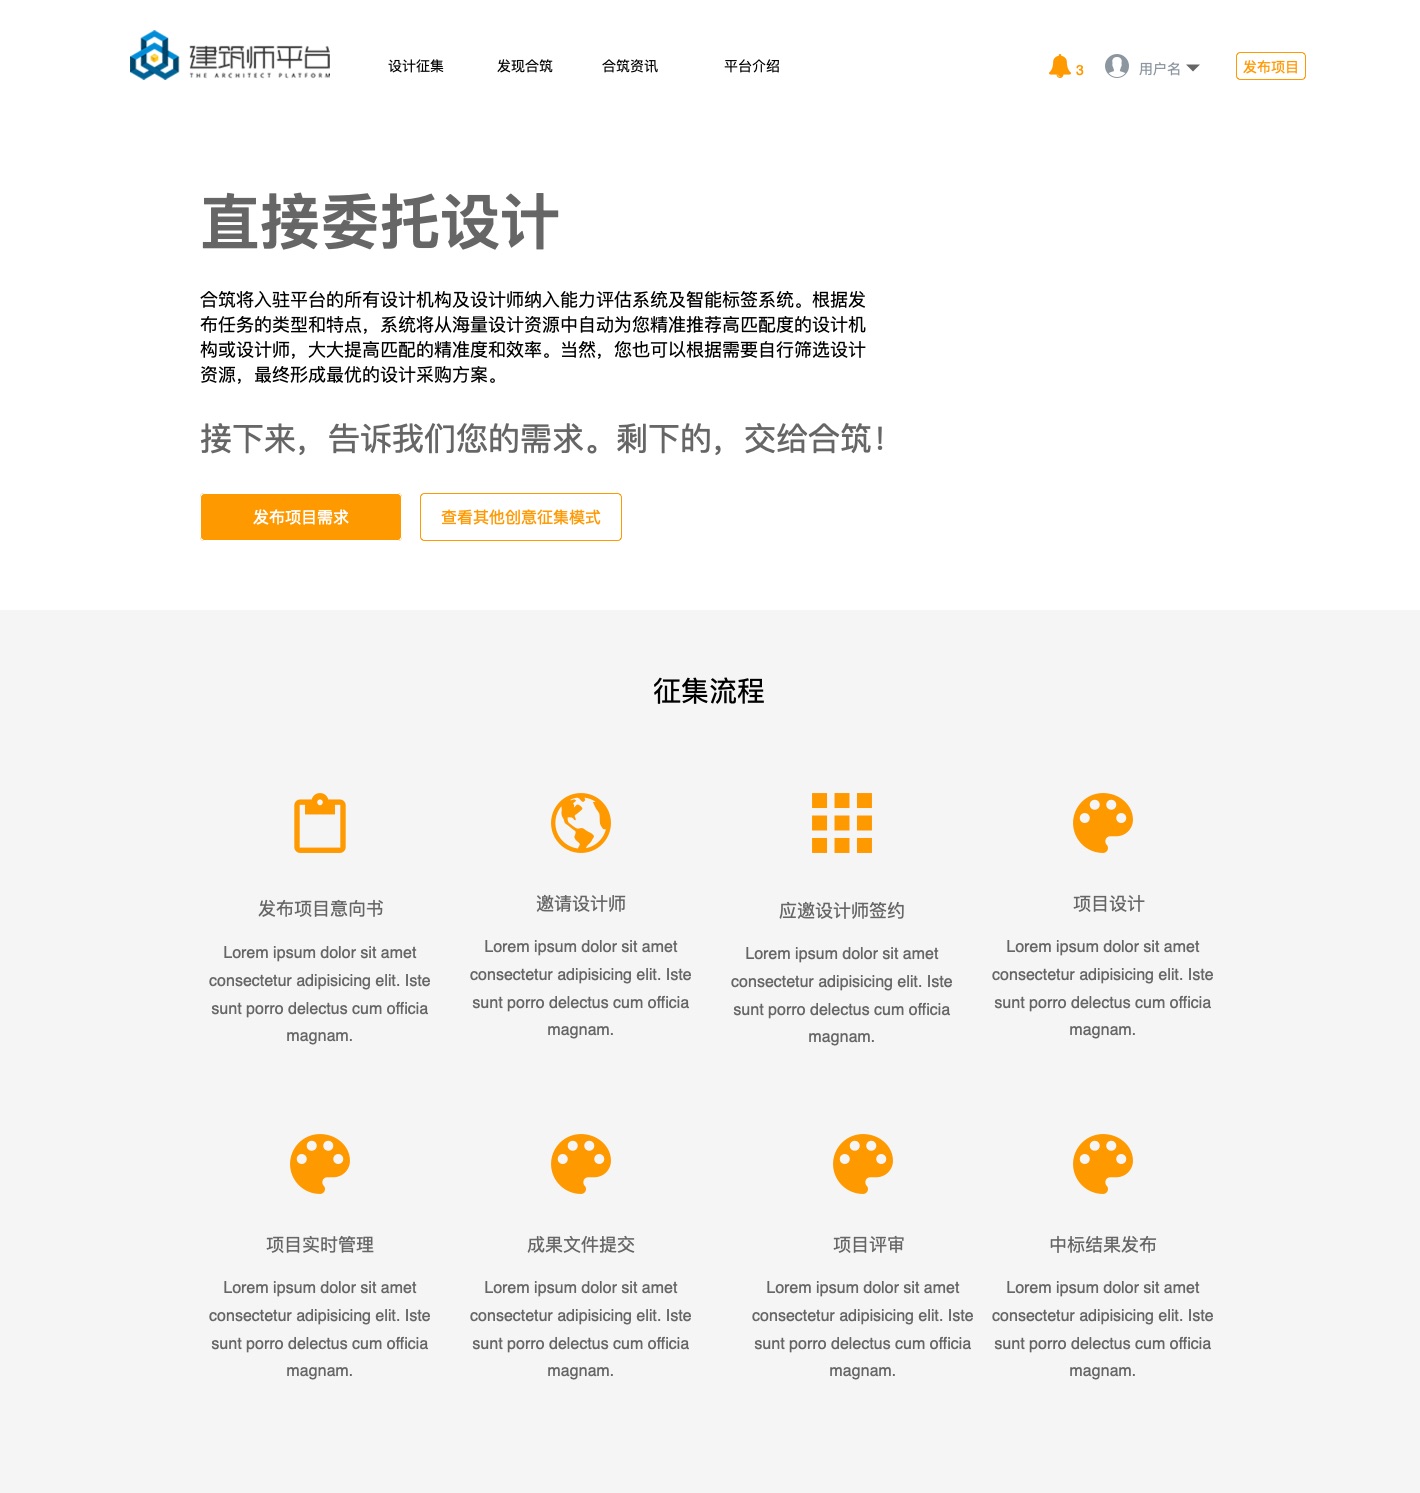 建筑师平台
THE ARCHITECT PLATFORM
设计征集 发现合筑 合筑资讯 平台介绍
3 用户名 发布项目
直接委托设计
合筑将入驻平台的所有设计机构及设计师纳入能力评估系统及智能标签系统。根据发
布任务的类型和特点，系统将从海量设计资源中自动为您精准推荐高匹配度的设计机
构或设计师，大大提高匹配的精准度和效率。当然，您也可以根据需要自行筛选设计
资源，最终形成最优的设计采购方案。
接下来，告诉我们您的需求。剩下的，交给合筑！
发布项目需求 查看其他创意征集模式
征集流程
发布项目意向书
Lorem ipsum dolor sit amet
consectetur adipisicing elit. Iste
sunt porro delectus cum officia
magnam.
邀请设计师
Lorem ipsum dolor sit amet
consectetur adipisicing elit. Iste
sunt porro delectus cum officia
magnam.
应邀设计师签约
Lorem ipsum dolor sit amet
consectetur adipisicing elit. Iste
sunt porro delectus cum officia
magnam.
项目设计
Lorem ipsum dolor sit amet
consectetur adipisicing elit. Iste
sunt porro delectus cum officia
magnam.
项目实时管理
Lorem ipsum dolor sit amet
consectetur adipisicing elit. Iste
sunt porro delectus cum officia
magnam.
成果文件提交
Lorem ipsum dolor sit amet
consectetur adipisicing elit. Iste
sunt porro delectus cum officia
magnam.
项目评审
Lorem ipsum dolor sit amet
consectetur adipisicing elit. Iste
sunt porro delectus cum officia
magnam.
中标结果发布
Lorem ipsum dolor sit amet
consectetur adipisicing elit. Iste
sunt porro delectus cum officia
magnam.